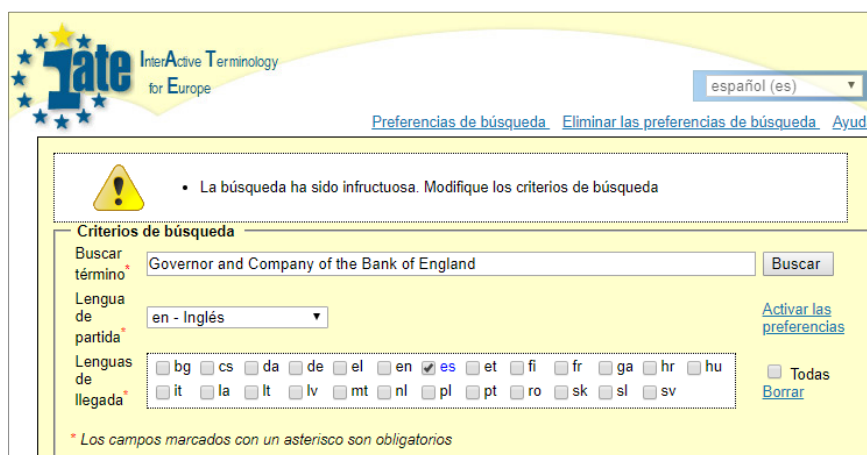 Iate InterActive Terminology
for Europe
español (es)
Preferencias de búsqueda Eliminar las preferencias de búsqueda Ayud
La búsqueda ha sido infructuosa. Modifique los criterios de búsqueda
Criterios de búsqueda
Buscar
término* Governor and Company of the Bank of England Buscar
Lengua
de
partida* en - Inglés Activar las
preferencias
Lenguas
de
llegada* bg cs da de el en es et fi fr ga hr hu
it la lt lv mt nl pl pt ro sk sl sv
Todas
Borrar
* Los campos marcados con un asterisco son obligatorios